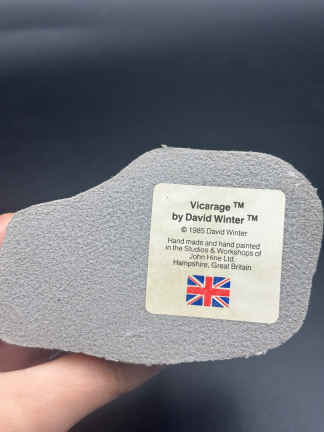 Vicarage ™
by David Winter ™
© 1985 David Winter
Hand made and hand painted
in the Studios & Workshops of
John Hine Ltd.
Hampshire, Great Britain